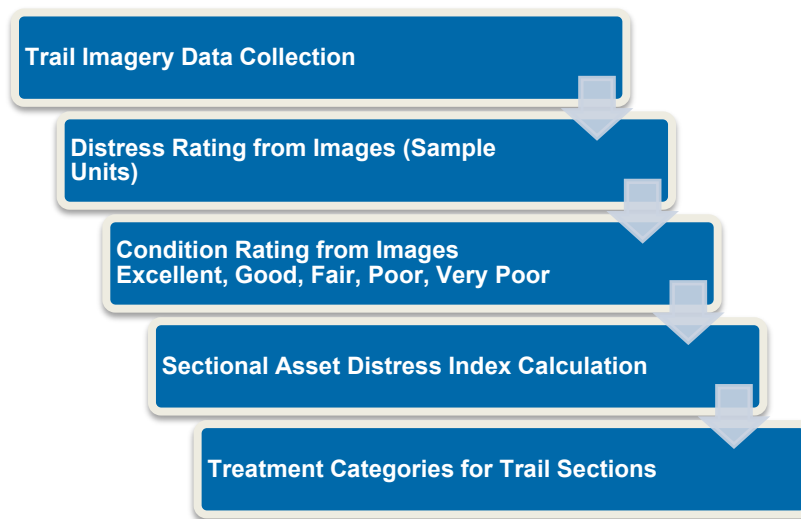 Trail Imagery Data Collection
Distress Rating from Images (Sample
Units)
Condition Rating from Images
Excellent, Good, Fair, Poor, Very Poor
Sectional Asset Distress Index Calculation
Treatment Categories for Trail Sections